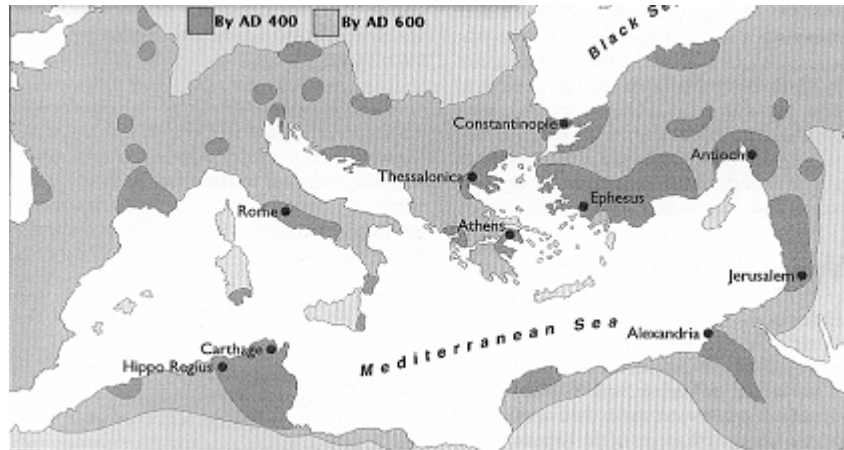 By AD 400
By AD 600
Black Se
Constantinople
Antioch
Thessalonica
Ephesus
Rome
Athens
Jerusalem
Mediterranean Sea
Alexandria
Carthage
Hippo Regius